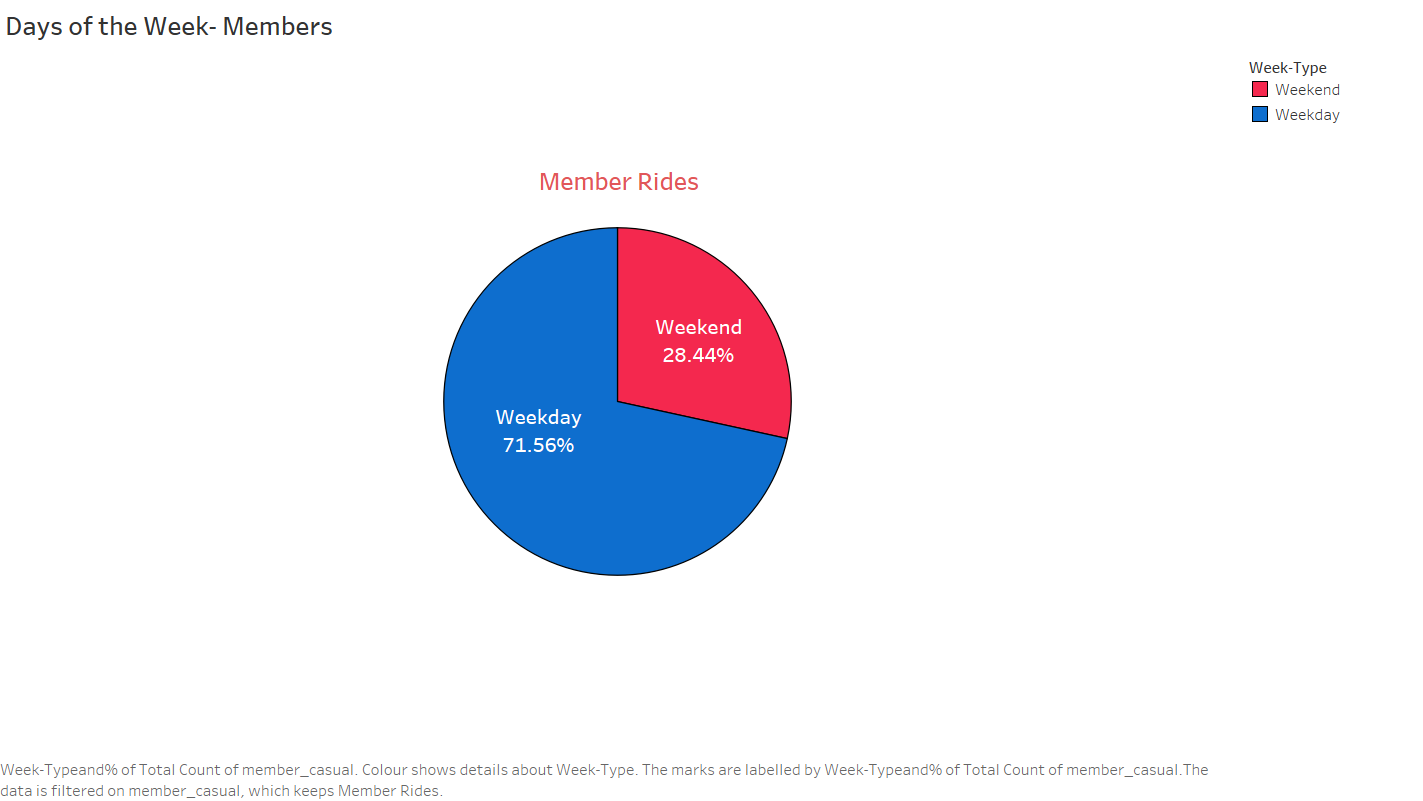 Days of the Week- Members
Week-Type
Weekend
Weekday
Member Rides
Weekend
28.44%
Weekday
71.56%
Week-Typeand% of Total Count of member_casual. Colour shows details about Week-Type. The marks are labelled by Week-Typeand% of Total Count of member_casual.The
data is filtered on member_casual, which keeps Member Rides.